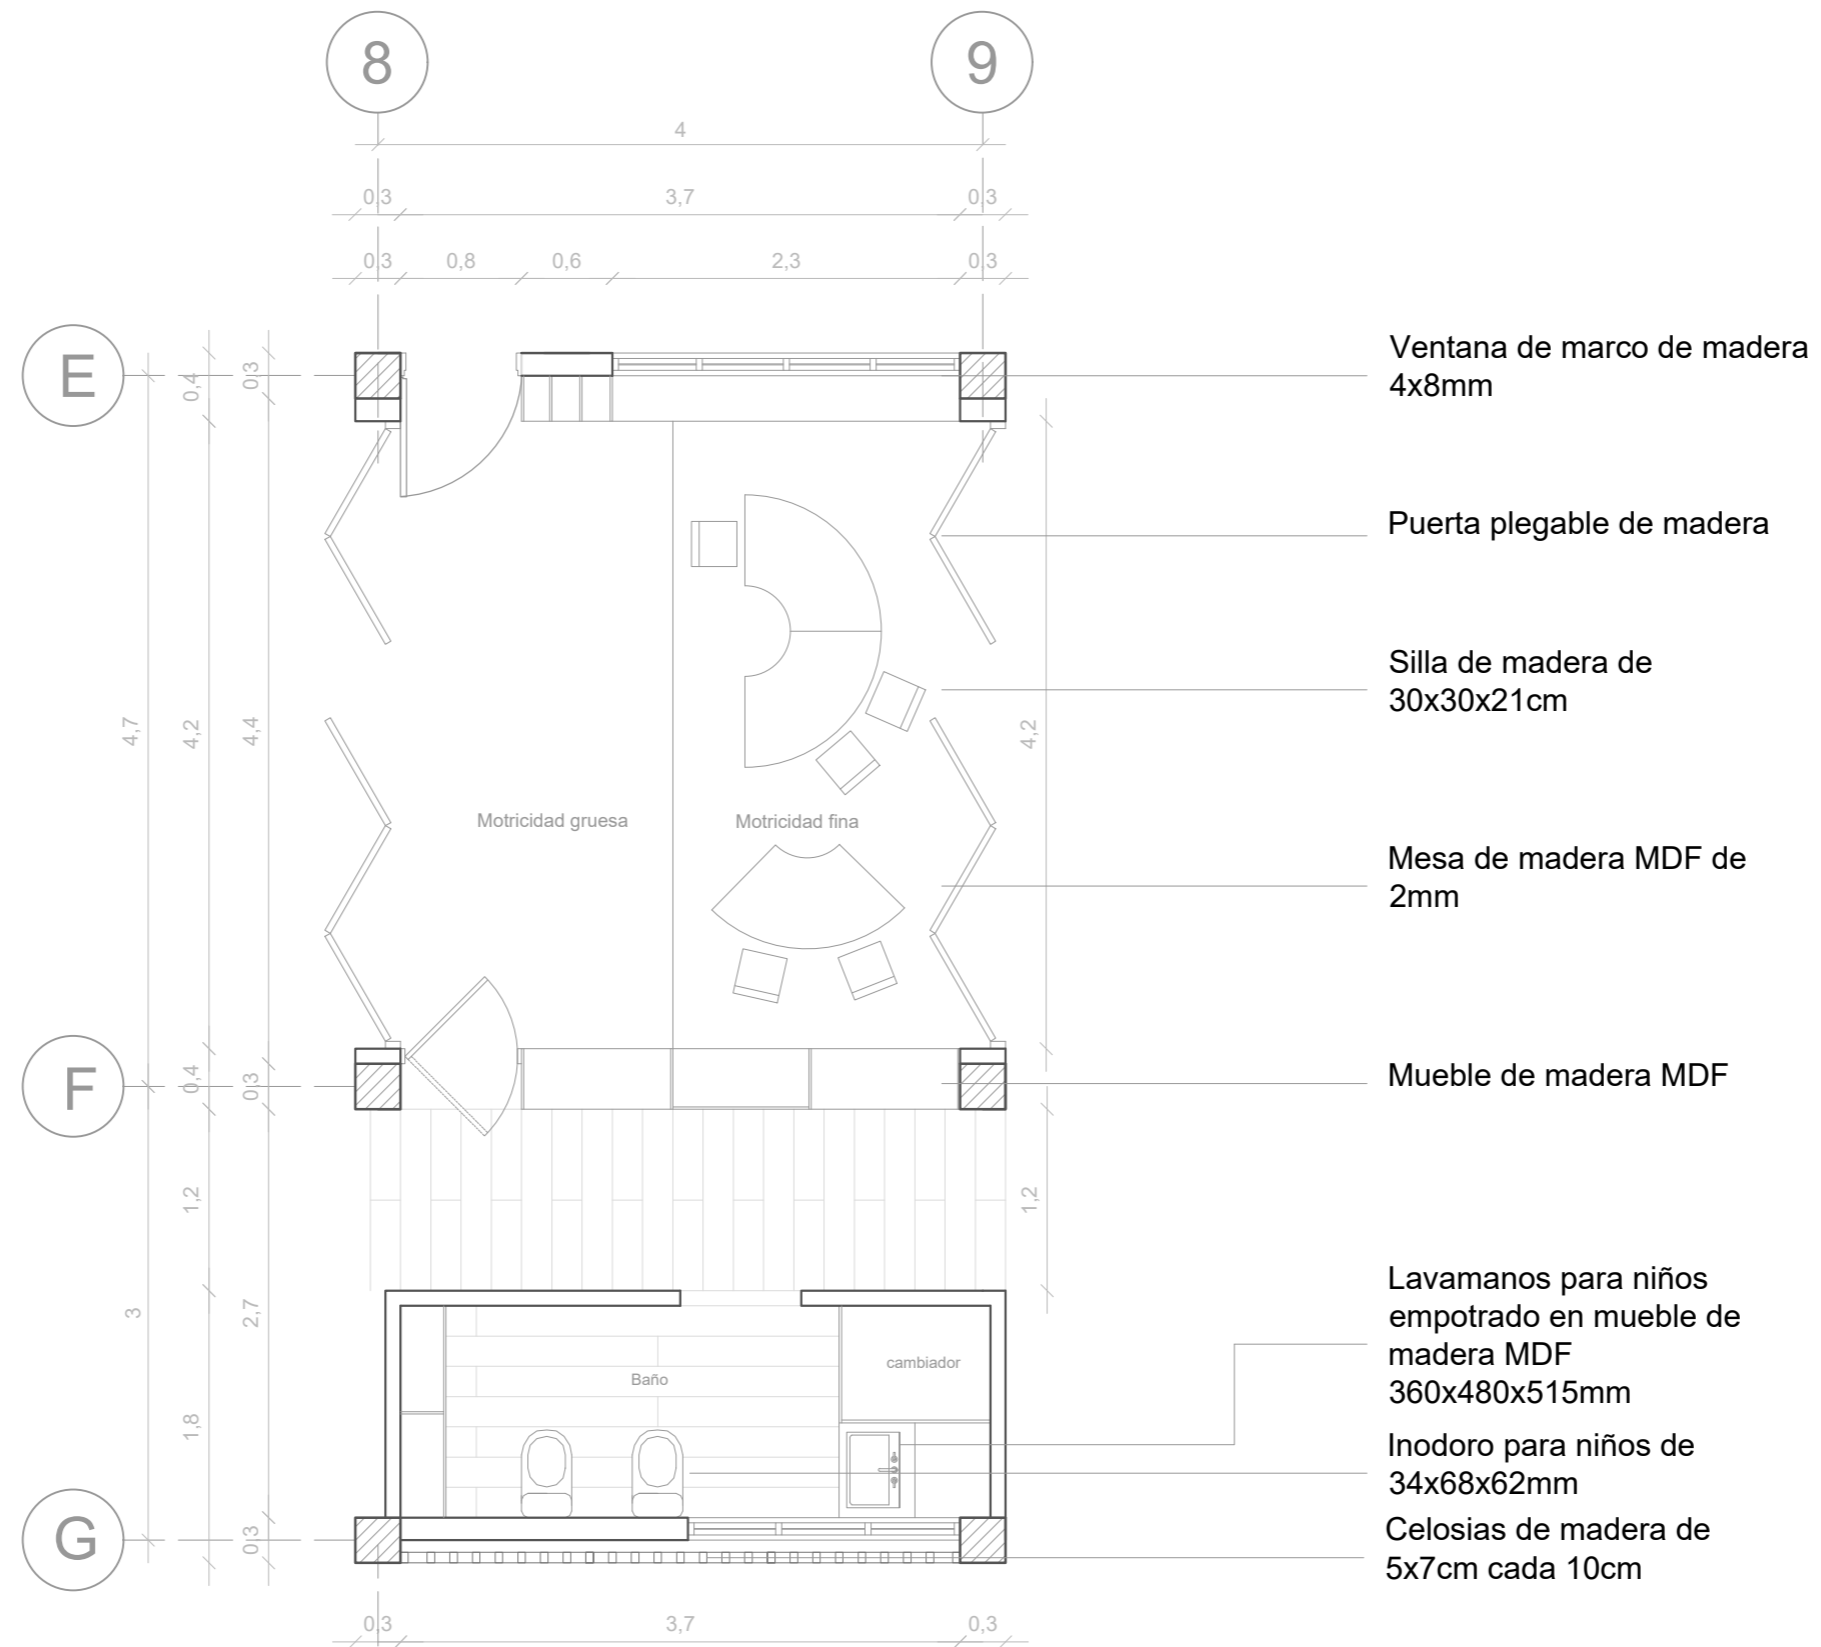 8
9
4
0,3
3,7
0,3
0,3
0,8
0,6
2,3
0,3
E
0,4
0,3
Ventana de marco de madera
4x8mm
Puerta plegable de madera
Silla de madera de
30x30x21cm
4,7
4,2
4,4
4,2
Motricidad gruesa
Motricidad fina
Mesa de madera MDF de
2mm
F
0,4
0,3
Mueble de madera MDF
1,2
1,2
3
2,7
Lavamanos para niños
empotrado en mueble de
madera MDF
360x480x515mm
cambiador
Baño
1,8
Inodoro para niños de
34x68x62mm
G
0,3
Celosias de madera de
5x7cm cada 10cm
0,3
3,7
0,3